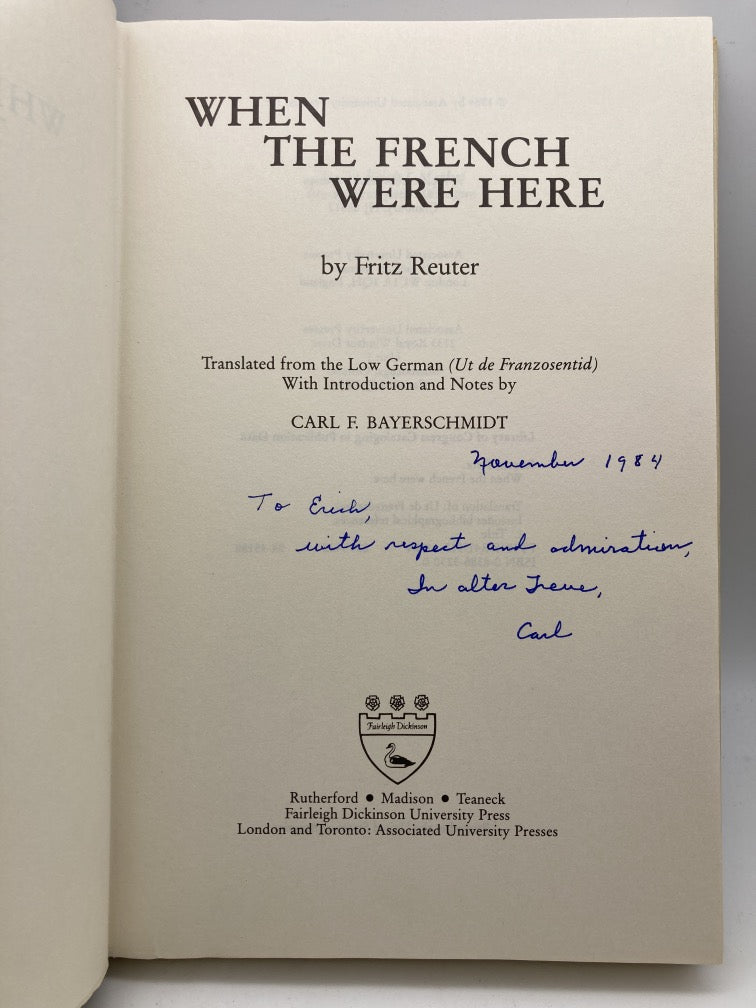 WHEN
THE FRENCH
WERE HERE
by Fritz Reuter
Translated from the Low German (Ut de Franzosentid)
With Introduction and Notes by
CARL F. BAYERSCHMIDT
November 1984
To Erich,
with respect and admiration,
In alter Treue,
Carl
Fairleigh Dickinson
Rutherford ● Madison ● Teaneck
Fairleigh Dickinson University Press
London and Toronto: Associated University Presses